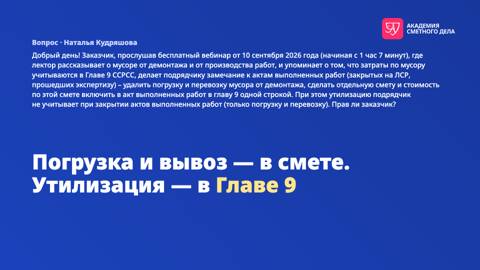 АКАДЕМИЯ
СМЕТНОГО ДЕЛА
Вопрос · Наталья Кудряшова
Добрый день! Заказчик, прослушав бесплатный вебинар от 10 сентября 2026 года (начиная с 1 час 7 минут), где
лектор рассказывает о мусоре от демонтажа и от производства работ, и упоминает о том, что затраты по мусору
учитываются в Главе 9 ССРСС, делает подрядчику замечание к актам выполненных работ (закрытых на ЛСР,
прошедших экспертизу) – удалить погрузку и перевозку мусора от демонтажа, сделать отдельную смету и стоимость
по этой смете включить в акт выполненных работ в главу 9 одной строкой. При этом утилизацию подрядчик
не учитывает при закрытии актов выполненных работ (только погрузку и перевозку). Прав ли заказчик?
Погрузка и вывоз — в смете.
Утилизация — в Главе 9